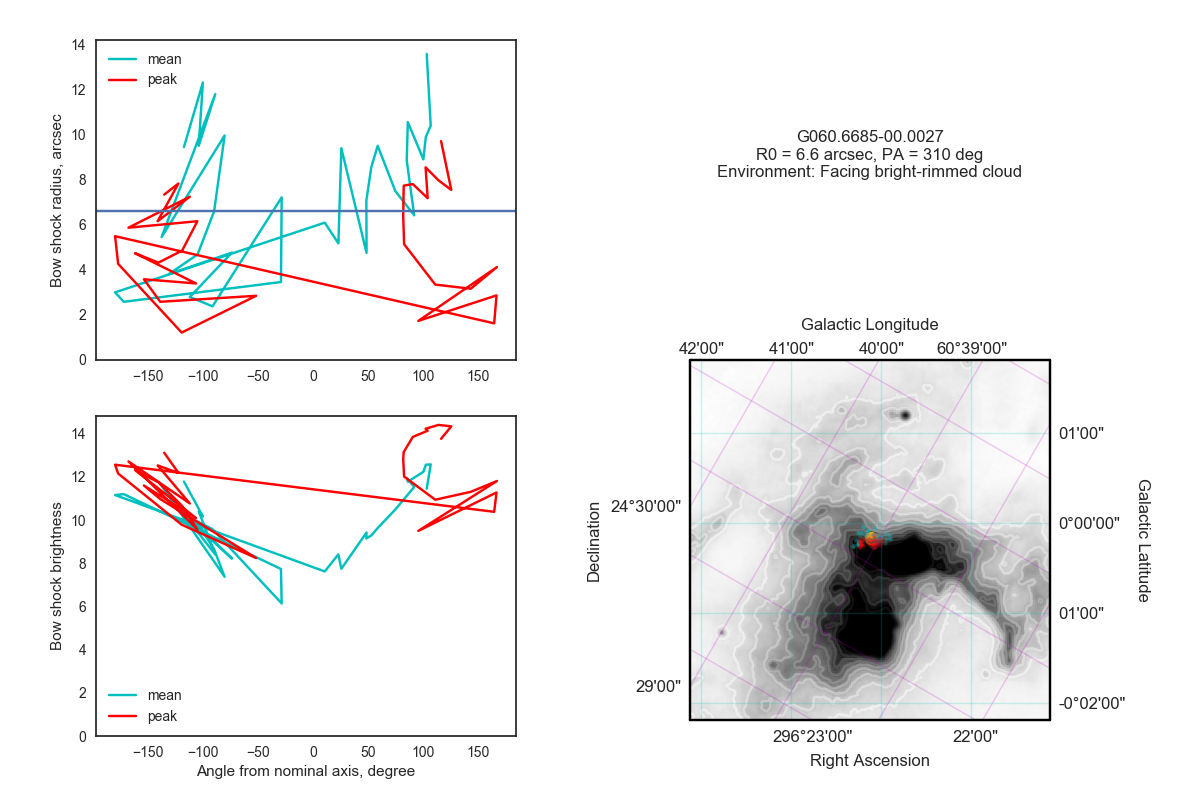 14
12
10
8
6
4
2
0
Bow shock radius, arcsec
mean
peak
−150
−100
−50
0
50
100
150
14
12
10
8
6
4
2
0
Bow shock brightness
mean
peak
−150
−100
−50
0
50
100
150
Angle from nominal axis, degree
G060.6685-00.0027
R0 = 6.6 arcsec, PA = 310 deg
Environment: Facing bright-rimmed cloud
Galactic Longitude
42'00" 41'00" 40'00" 60°39'00"
24°30'00"
29'00"
Declination
01'00"
0°00'00"
01'00"
-0°02'00"
Galactic Latitude
296°23'00" 22'00"
Right Ascension